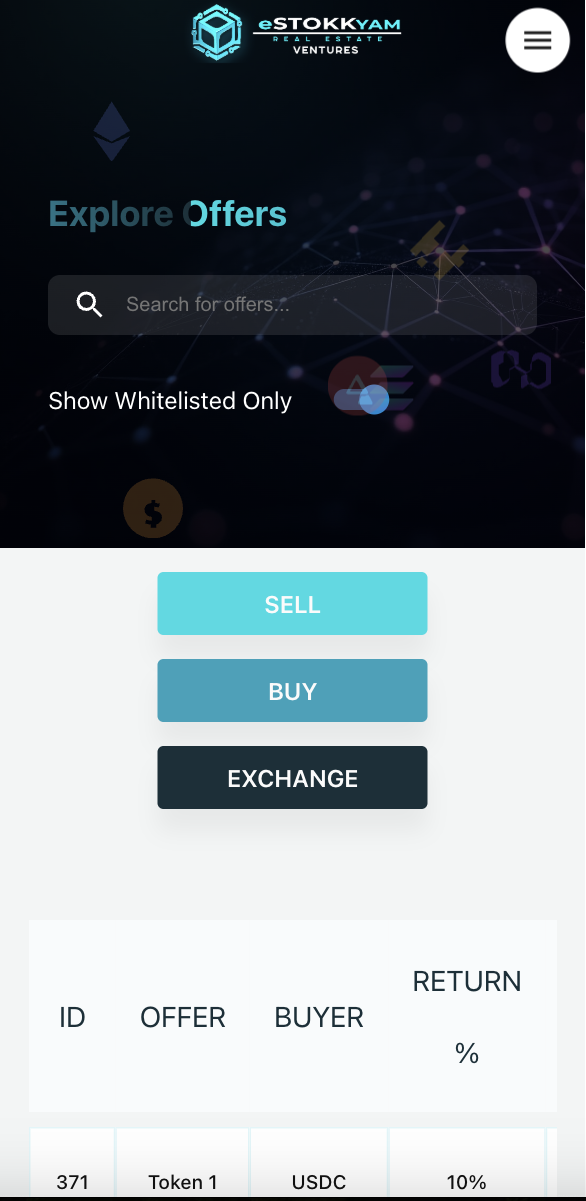 eSTOKKYAM
REAL ESTATE
VENTURES
Explore Offers
Search for offers...
Show Whitelisted Only
$
SELL
BUY
EXCHANGE
ID OFFER BUYER RETURN %
371 Token 1 USDC 10%